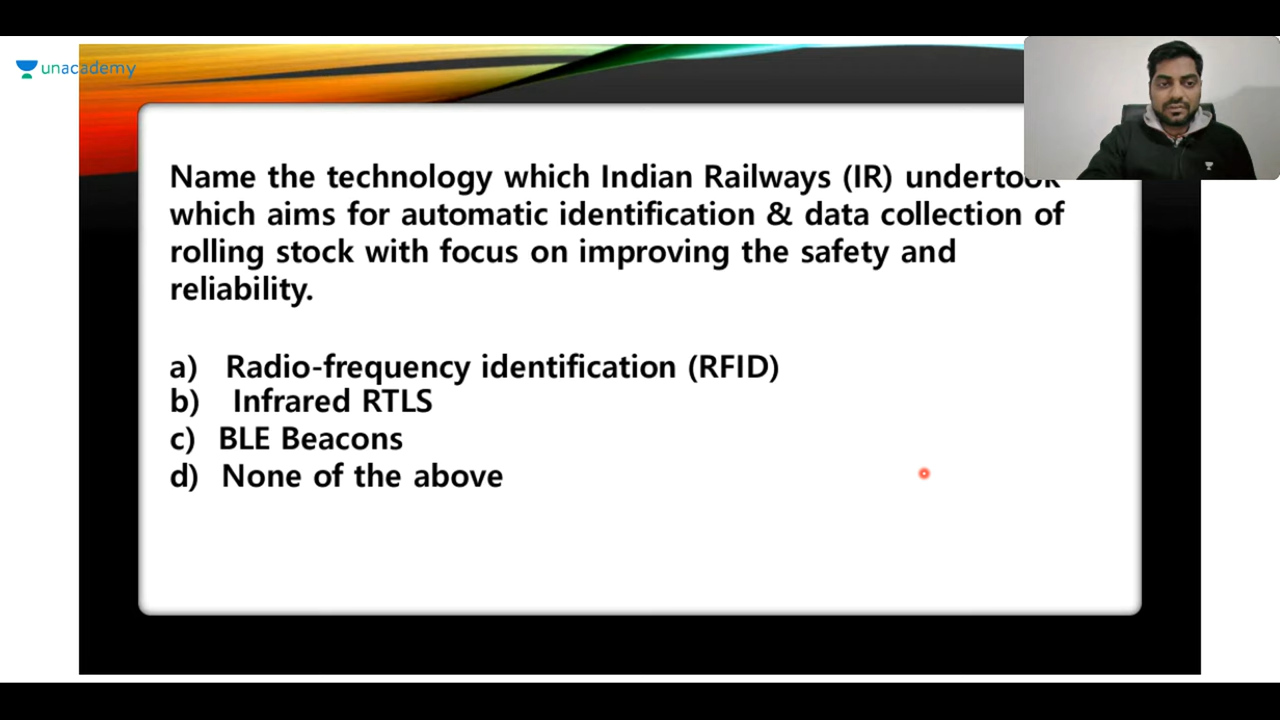 unacademy
Name the technology which Indian Railways (IR) undertook
which aims for automatic identification & data collection of
rolling stock with focus on improving the safety and
reliability.
a) Radio-frequency identification (RFID)
b) Infrared RTLS
c) BLE Beacons
d) None of the above